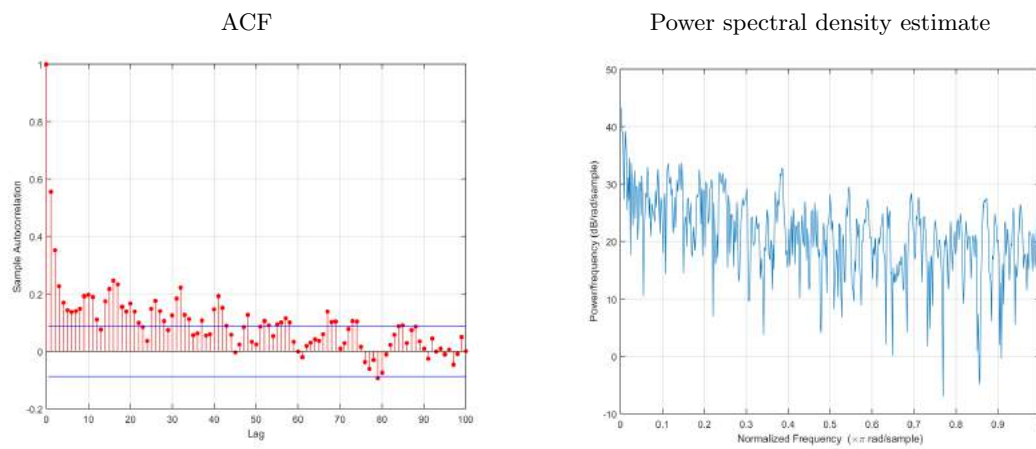 ACF
Power spectral density estimate
1
0.8
0.6
0.4
0.2
0
-0.2
Sample Autocorrelation
0 10 20 30 40 50 60 70 80 90 100
Lag
50
40
30
20
10
0
-10
Power/frequency (dB/rad/sample)
0 0.1 0.2 0.3 0.4 0.5 0.6 0.7 0.8 0.9
Normalized Frequency (×π rad/sample)